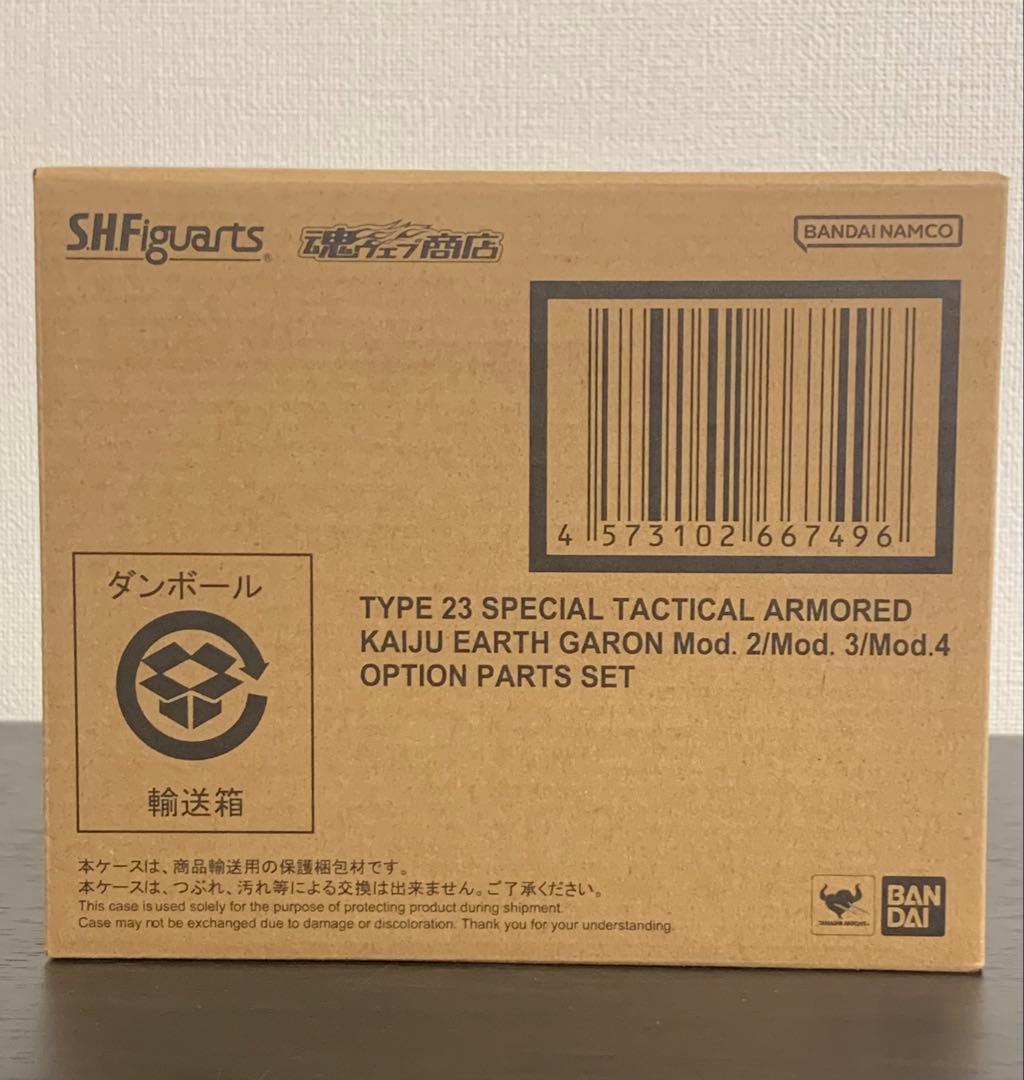 S.H.Figuarts®
魂ウェブ商店
BANDAI NAMCO
4 573102 667496
ダンボール
輸送箱
TYPE 23 SPECIAL TACTICAL ARMORED
KAIJU EARTH GARON Mod. 2/Mod. 3/Mod.4
OPTION PARTS SET
本ケースは、商品輸送用の保護梱包材です。
本ケースは、つぶれ、汚れ等による交換は出来ません。ご了承ください。
This case is used solely for the purpose of protecting product during shipment.
Case may not be exchanged due to damage or discoloration. Thank you for your understanding.
TAMASHII NATIONS
BAN
DAI